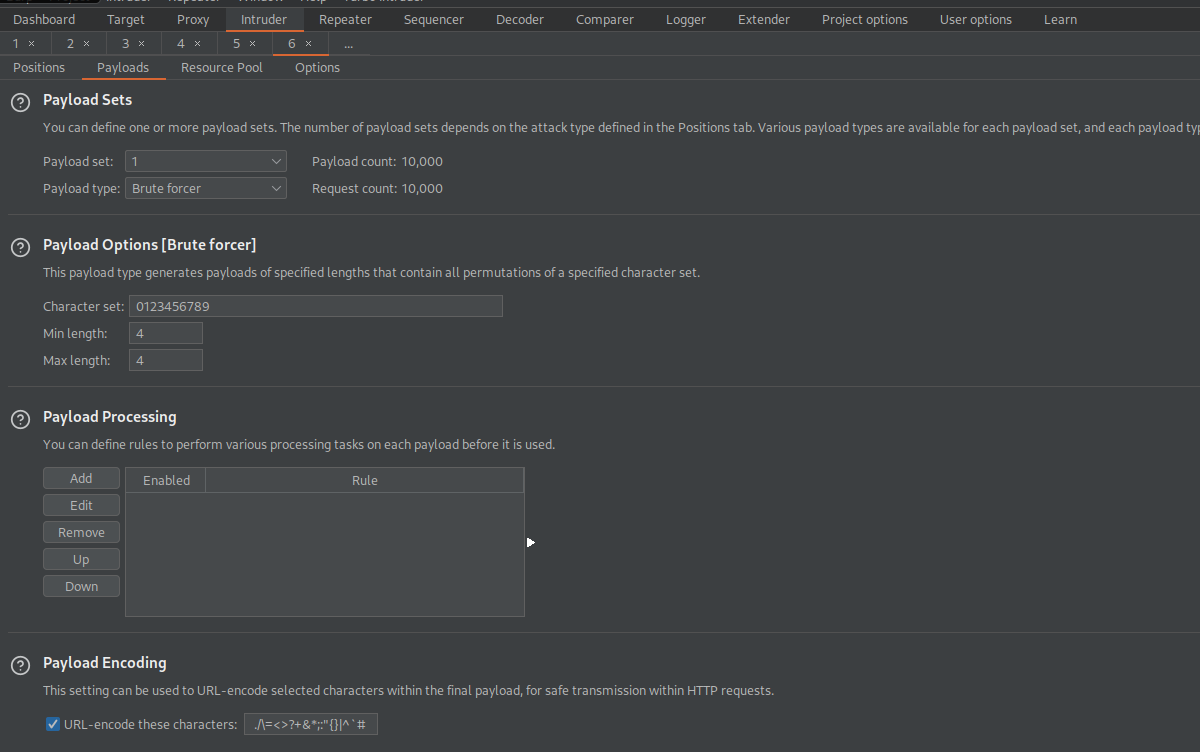 Dashboard Target Proxy Intruder Repeater Sequencer Decoder Comparer Logger Extender Project options User options Learn
1 × 2 × 3 × 4 × 5 × 6 × ...
Positions Payloads Resource Pool Options
? Payload Sets
You can define one or more payload sets. The number of payload sets depends on the attack type defined in the Positions tab. Various payload types are available for each payload set, and each payload typ
Payload set: 1 Payload count: 10,000
Payload type: Brute forcer Request count: 10,000
? Payload Options [Brute forcer]
This payload type generates payloads of specified lengths that contain all permutations of a specified character set.
Character set: 0123456789
Min length: 4
Max length: 4
? Payload Processing
You can define rules to perform various processing tasks on each payload before it is used.
Add Enabled Rule
Edit
Remove
Up
Down
? Payload Encoding
This setting can be used to URL-encode selected characters within the final payload, for safe transmission within HTTP requests.
URL-encode these characters: ./\=<>?+&*;:"{}|^`#